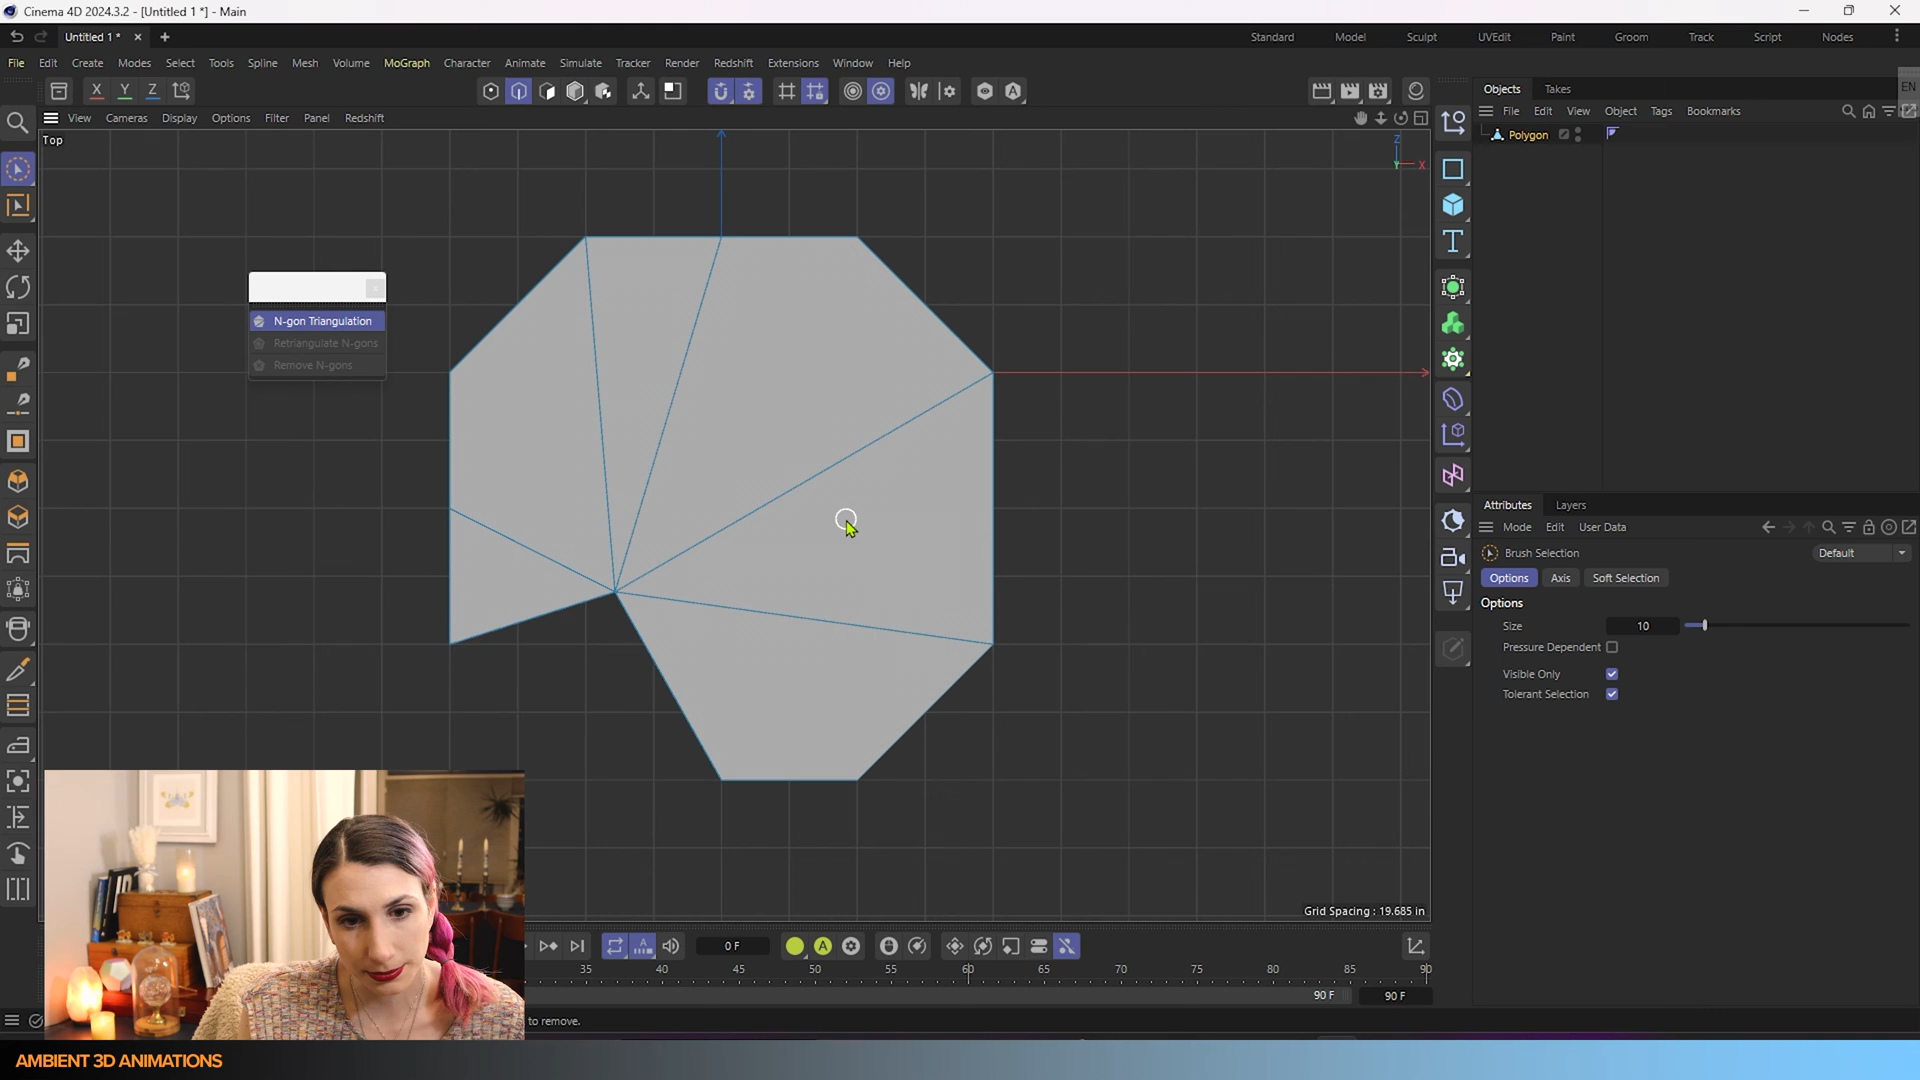 Cinema 4D 2024.3.2 - [Untitled 1 *] - Main
Untitled 1 *
Standard Model Sculpt UVEdit Paint Groom Track Script Nodes
File Edit Create Modes Select Tools Spline Mesh Volume MoGraph Character Animate Simulate Tracker Render Redshift Extensions Window Help
X Y Z
Objects Takes
EN
File Edit View Object Tags Bookmarks
View Cameras Display Options Filter Panel Redshift
Polygon
Top
Z
Y X
N-gon Triangulation
Retriangulate N-gons
Remove N-gons
Attributes Layers
Mode Edit User Data
Brush Selection Default
Options Axis Soft Selection
Options
Size 10
Pressure Dependent
Visible Only
Tolerant Selection
Grid Spacing : 19.685 in
0 F
35 40 45 50 55 60 65 70 75 80 85 90
90 F 90 F
to remove.
AMBIENT 3D ANIMATIONS